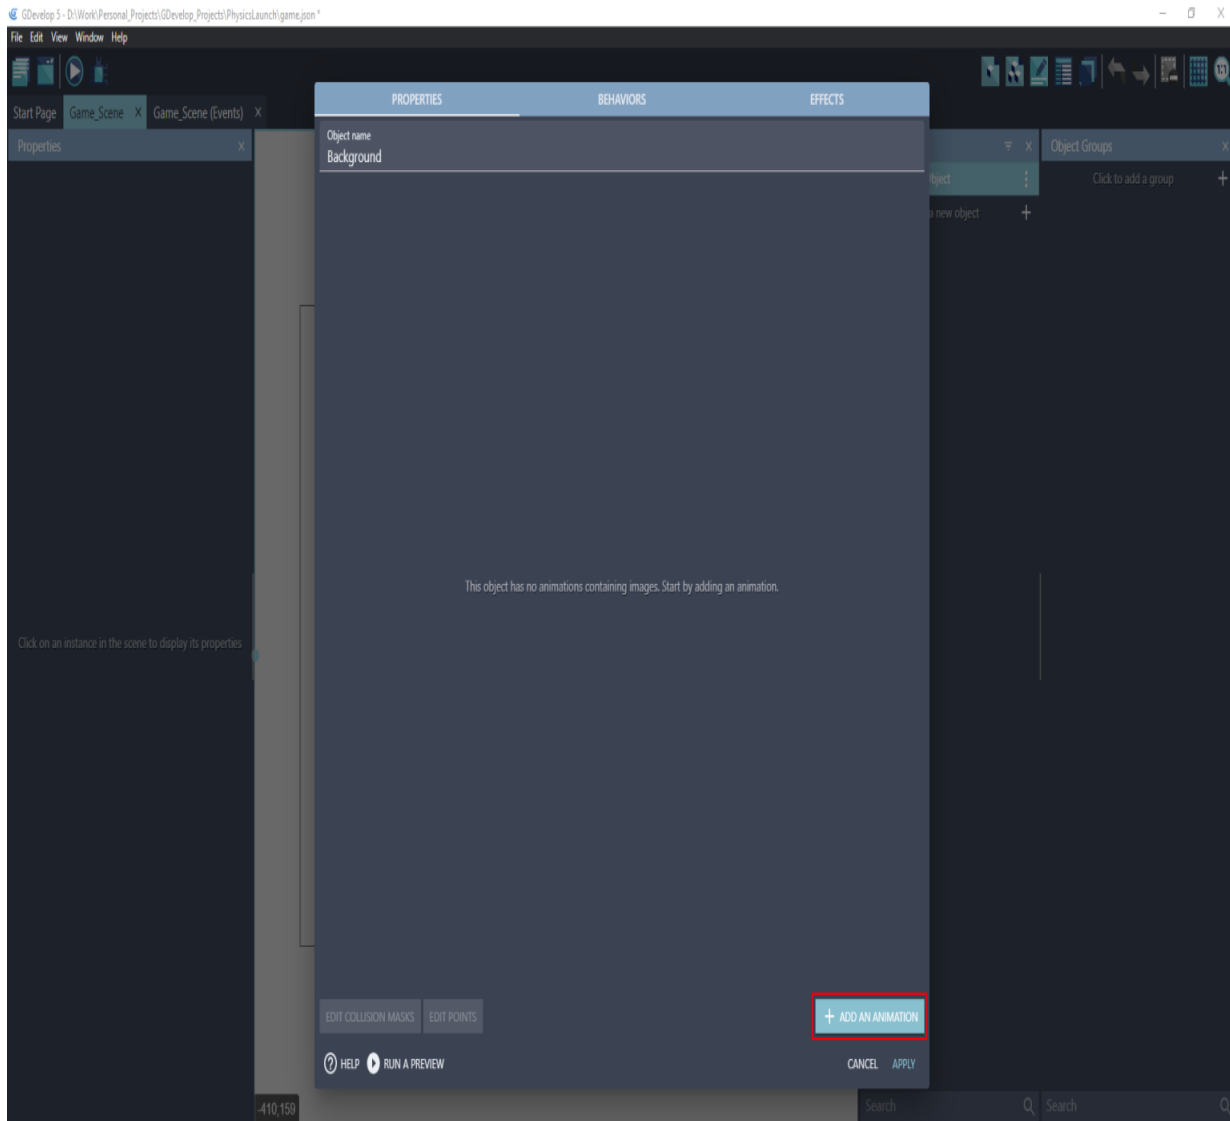 GDevelop 5 - D:\Work\Personal_Projects\GDevelop_Projects\PhysicsLaunch\game.json *
File Edit View Window Help
Start Page Game_Scene X Game_Scene (Events) X
PROPERTIES BEHAVIORS EFFECTS
Properties x
Object name
Background
x Object Groups x
bject
Click to add a group +
a new object +
This object has no animations containing images. Start by adding an animation.
Click on an instance in the scene to display its properties
EDIT COLLISION MASKS EDIT POINTS + ADD AN ANIMATION
? HELP RUN A PREVIEW CANCEL APPLY
-410;159
Search Search